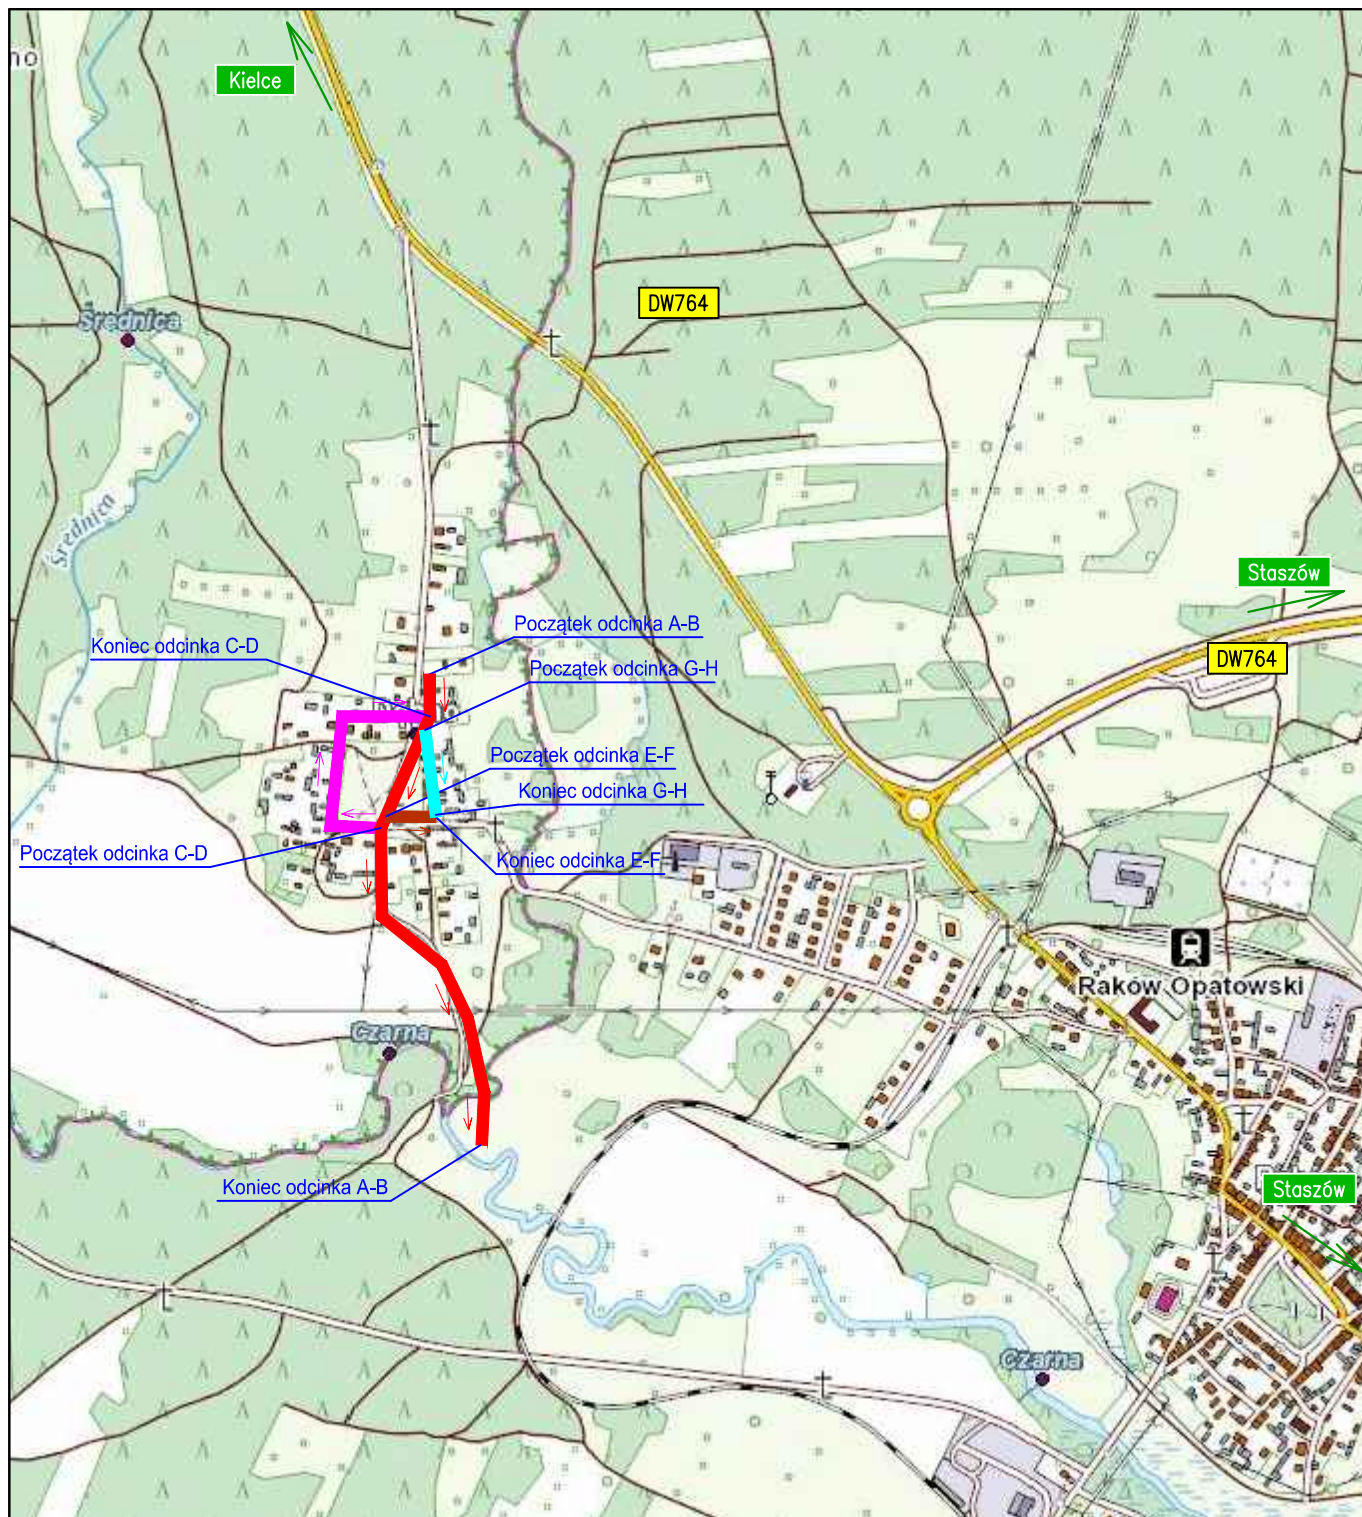 no
Kielce
DW764
Średnica
Średnica
Staszów
Początek odcinka A-B
Koniec odcinka C-D
Początek odcinka G-H
DW764
Początek odcinka E-F
Koniec odcinka G-H
Początek odcinka C-D
Koniec odcinka E-F
Raków Opatowski
Czarna
Koniec odcinka A-B
Staszów
Czarna